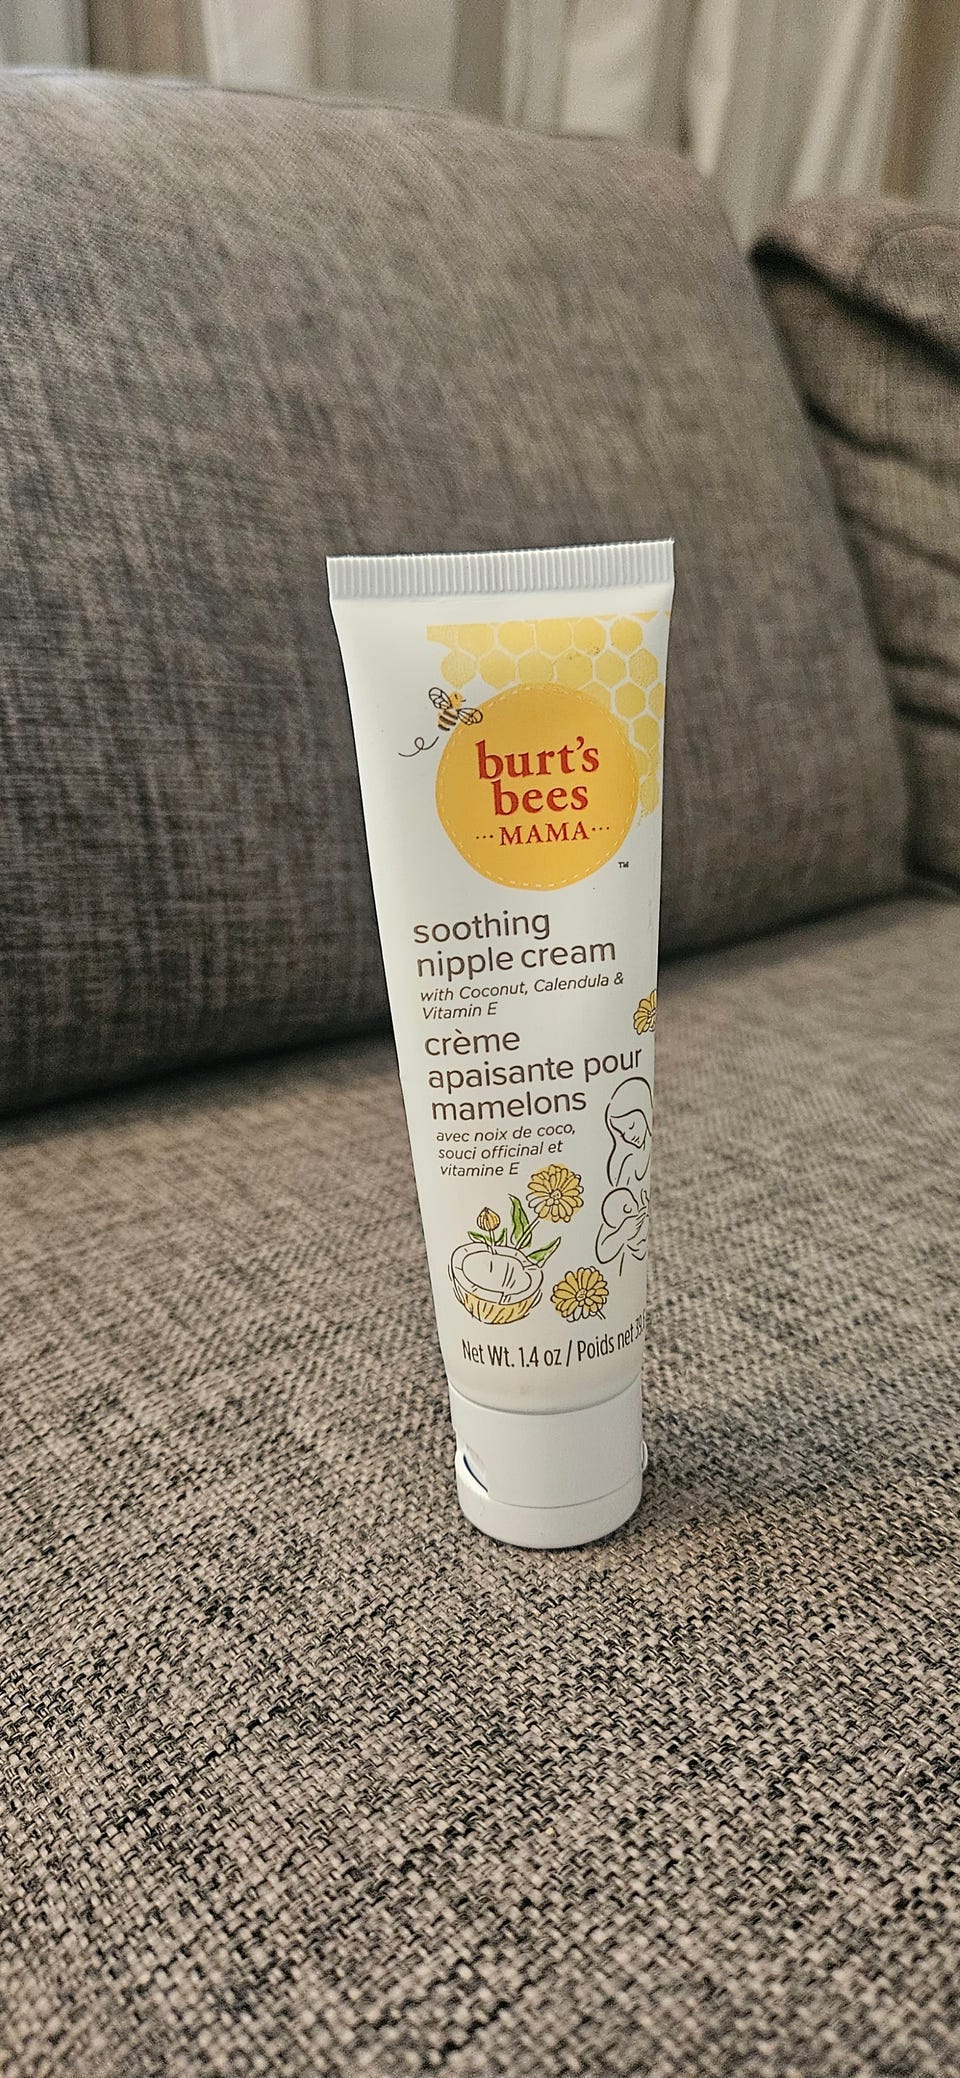 burt's
bees
MAMA
TM
soothing
nipple cream
with Coconut, Calendula &
Vitamin E
crème
apaisante pour
mamelons
avec noix de coco,
souci officinal et
vitamine E
Net Wt. 1.4 oz / Poids net 39